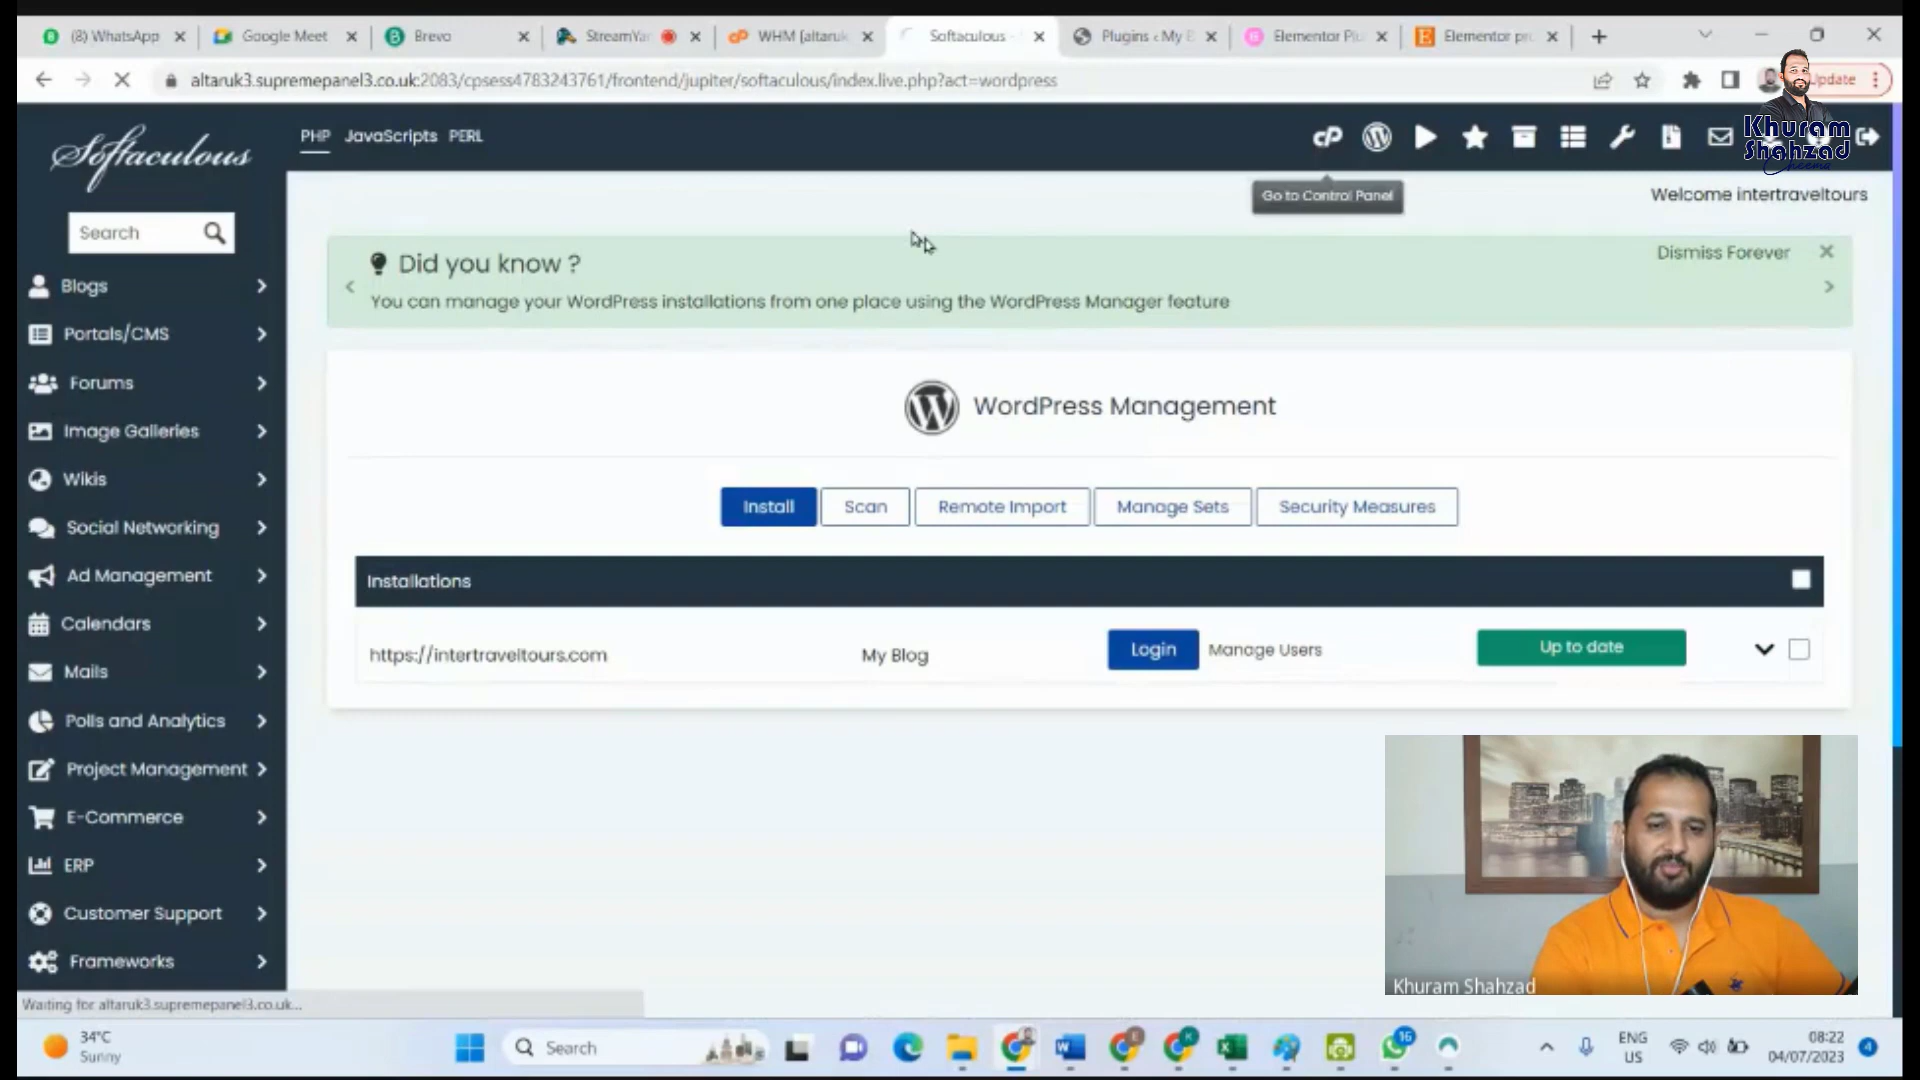 (8) WhatsApp
Google Meet
Brevo
StreamYar
WHM [altaruk
Softaculous -
Plugins ‹ My B
Elementor Plu
Elementor pr
altaruk3.supremepanel3.co.uk:2083/cpsess4783243761/frontend/jupiter/softaculous/index.live.php?act=wordpress
Update
Softaculous
PHP JavaScripts PERL
cP
Khuram
Shahzad
Cheema
Go to Control Panel
Welcome intertraveltours
Search
Did you know ?
Dismiss Forever
You can manage your WordPress installations from one place using the WordPress Manager feature
Blogs
Portals/CMS
Forums
Image Galleries
Wikis
Social Networking
Ad Management
Calendars
Mails
Polls and Analytics
Project Management
E-Commerce
ERP
Customer Support
Frameworks
WordPress Management
Install
Scan
Remote Import
Manage Sets
Security Measures
Installations
https://intertraveltours.com
My Blog
Login
Manage Users
Up to date
Khuram Shahzad
Waiting for altaruk3.supremepanel3.co.uk...
34°C
Sunny
Search
16
ENG
US
08:22
04/07/2023
4